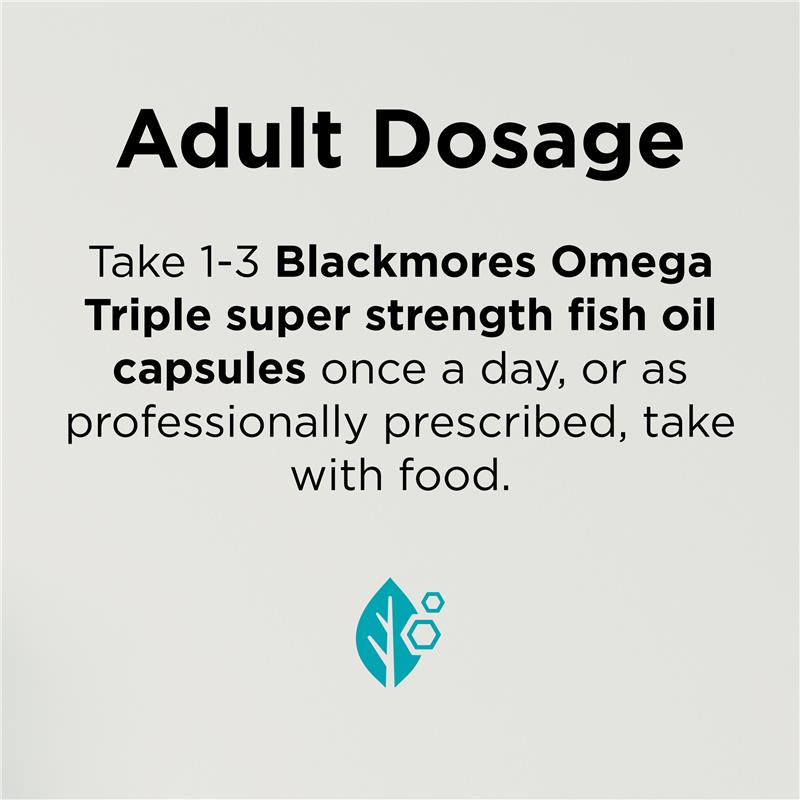 Adult Dosage
Take 1-3 Blackmores Omega
Triple super strength fish oil
capsules once a day, or as
professionally prescribed, take
with food.